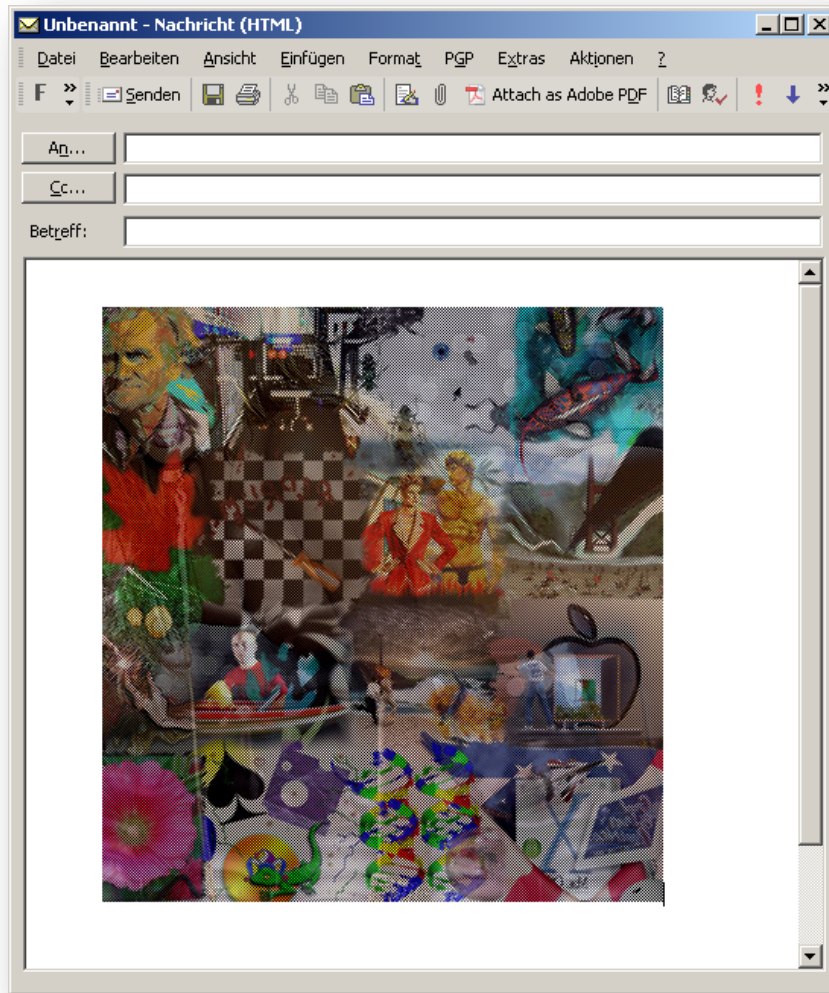 Unbenannt - Nachricht (HTML)
Datei Bearbeiten Ansicht Einfügen Format PGP Extras Aktionen ?
F Senden Attach as Adobe PDF
An...
Cc...
Betreff:
X